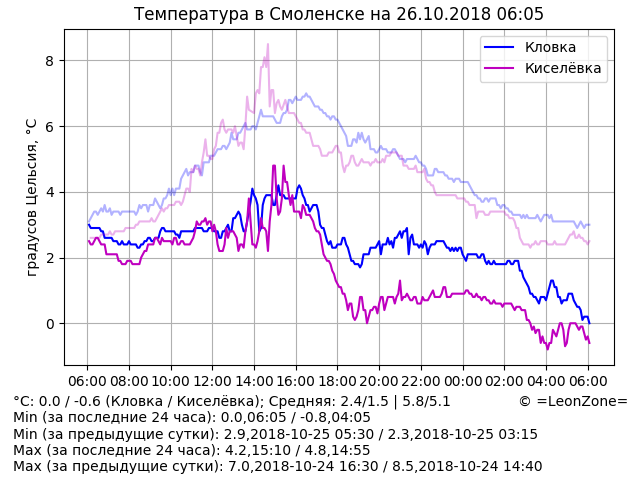 Температура в Смоленске на 26.10.2018 06:05
Кловка
Киселёвка
градусов Цельсия, °C
8
6
4
2
0
06:00 08:00 10:00 12:00 14:00 16:00 18:00 20:00 22:00 00:00 02:00 04:00 06:00
°C: 0.0 / -0.6 (Кловка / Киселёвка); Средняя: 2.4/1.5 | 5.8/5.1 © =LeonZone=
Min (за последние 24 часа): 0.0,06:05 / -0.8,04:05
Min (за предыдущие сутки): 2.9,2018-10-25 05:30 / 2.3,2018-10-25 03:15
Max (за последние 24 часа): 4.2,15:10 / 4.8,14:55
Max (за предыдущие сутки): 7.0,2018-10-24 16:30 / 8.5,2018-10-24 14:40